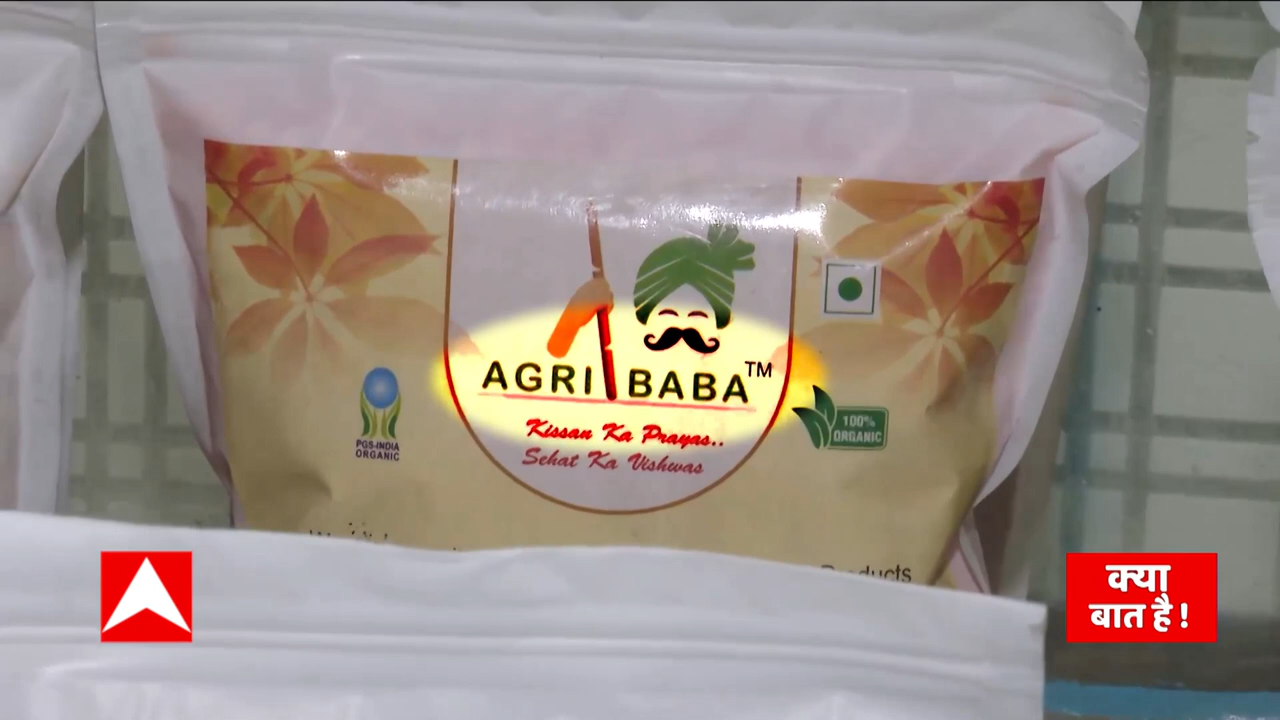 AGRI BABA™
Kissan Ka Prayas..
Sehat Ka Vishwas
PGS-INDIA
ORGANIC
100%
ORGANIC
Products
क्या
बात है !